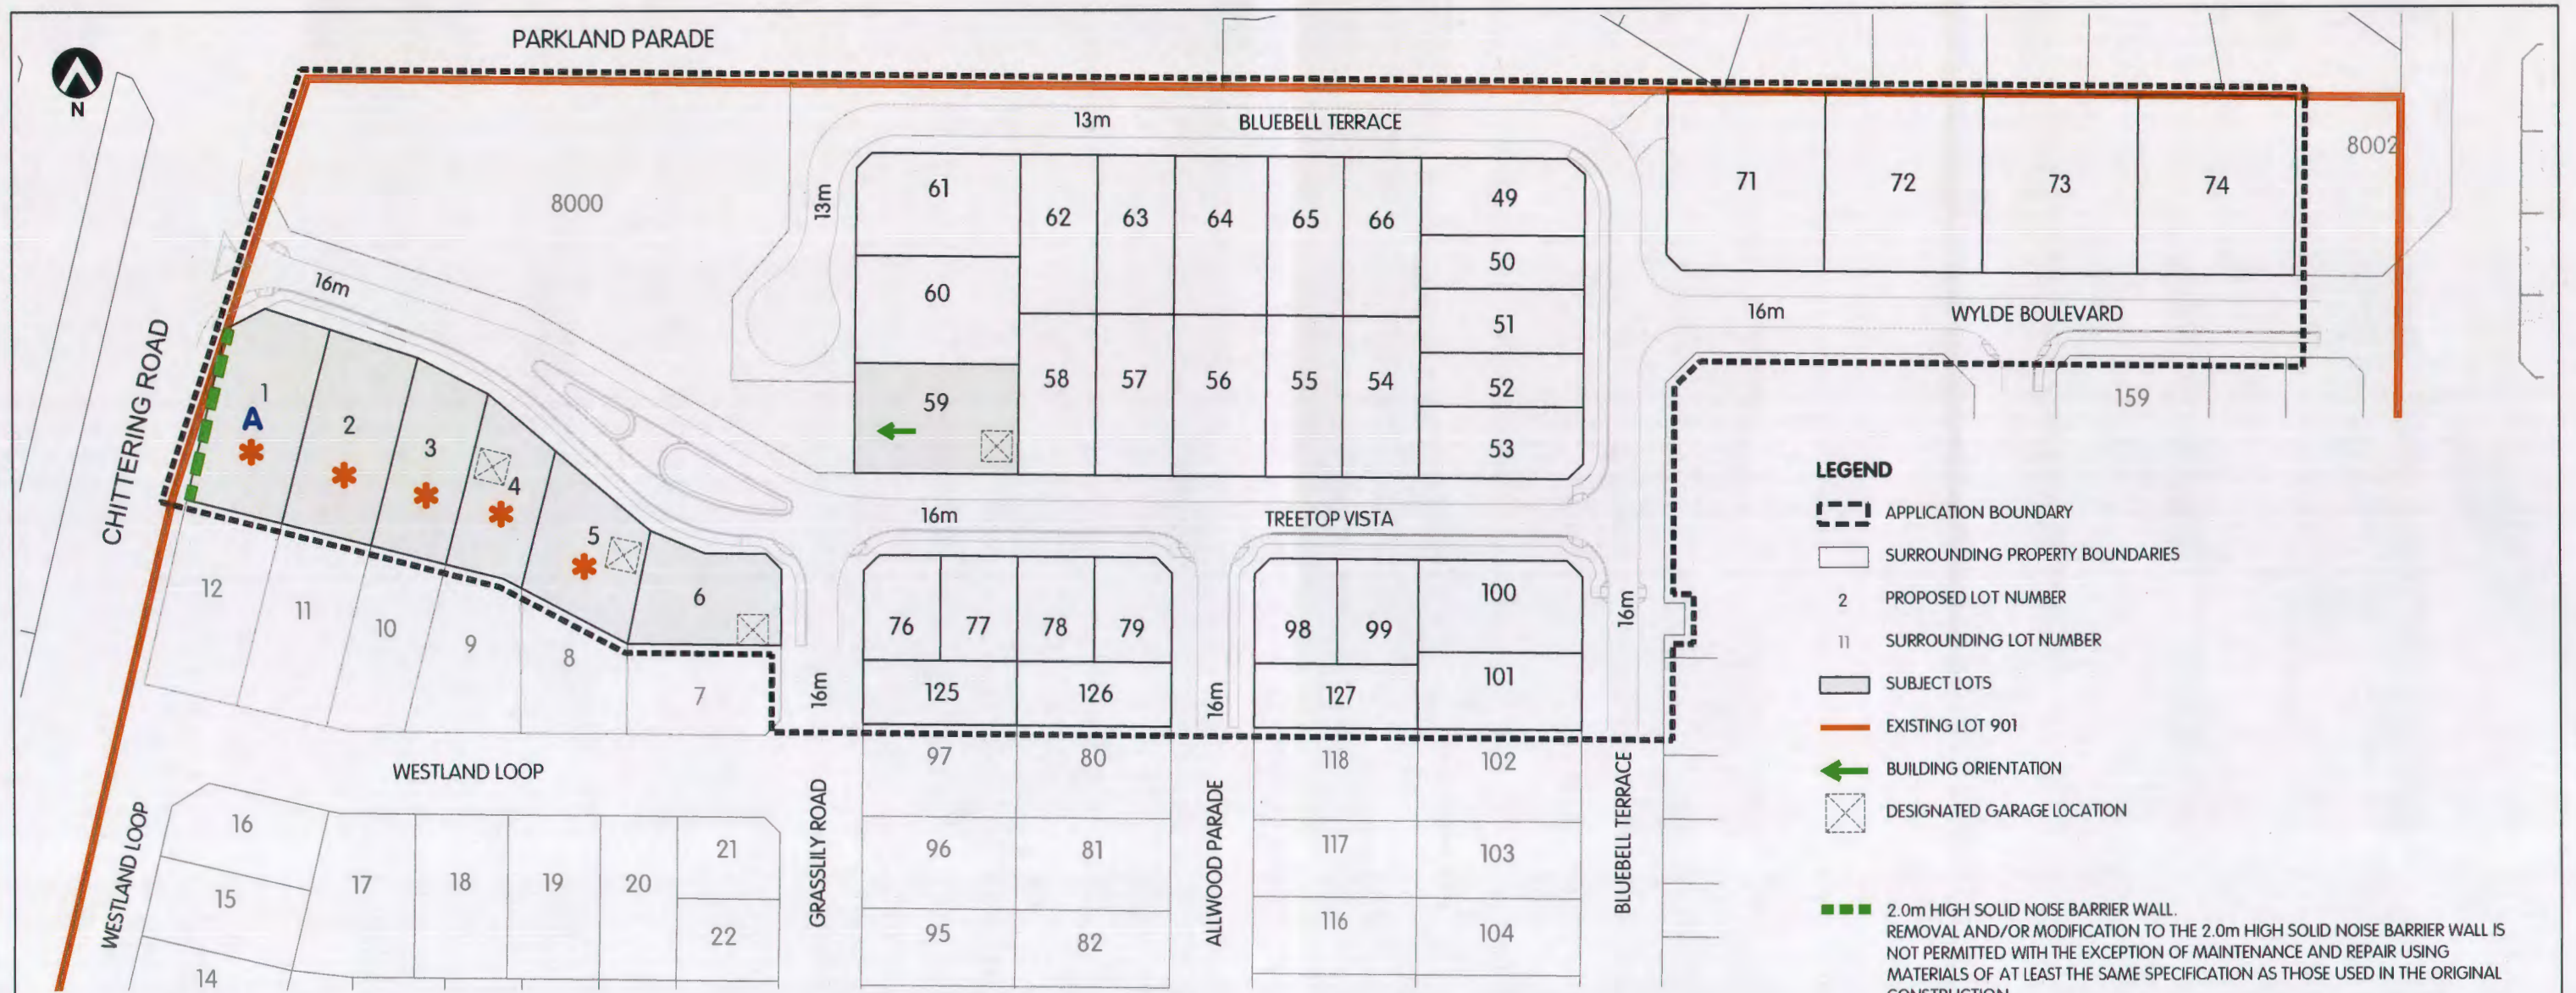 PARKLAND PARADE
N
13m
BLUEBELL TERRACE
8002
8000
13m
61
62
63
64
65
66
49
71
72
73
74
50
60
51
16m
16m
WYLDE BOULEVARD
CHITTERING ROAD
1
A
2
3
4
5
6
59
58
57
56
55
54
52
53
159
16m
TREETOP VISTA
16m
12
11
10
9
8
7
76
77
78
79
98
99
100
101
125
126
127
16m
16m
WESTLAND LOOP
WESTLAND LOOP
GRASSLILY ROAD
ALLWOOD PARADE
BLUEBELL TERRACE
97
80
118
102
16
17
18
19
20
21
96
81
117
103
15
22
95
82
116
104
14
LEGEND
APPLICATION BOUNDARY
SURROUNDING PROPERTY BOUNDARIES
2 PROPOSED LOT NUMBER
11 SURROUNDING LOT NUMBER
SUBJECT LOTS
EXISTING LOT 901
BUILDING ORIENTATION
DESIGNATED GARAGE LOCATION
2.0m HIGH SOLID NOISE BARRIER WALL.
REMOVAL AND/OR MODIFICATION TO THE 2.0m HIGH SOLID NOISE BARRIER WALL IS
NOT PERMITTED WITH THE EXCEPTION OF MAINTENANCE AND REPAIR USING
MATERIALS OF AT LEAST THE SAME SPECIFICATION AS THOSE USED IN THE ORIGINAL